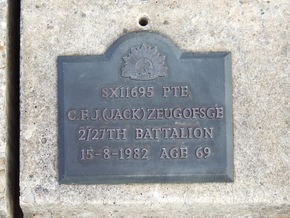 SX11695 PTE.
C.F.J.(JACK) ZEUGOFSGE
2/27TH BATTALION
15-8-1982 AGE 69